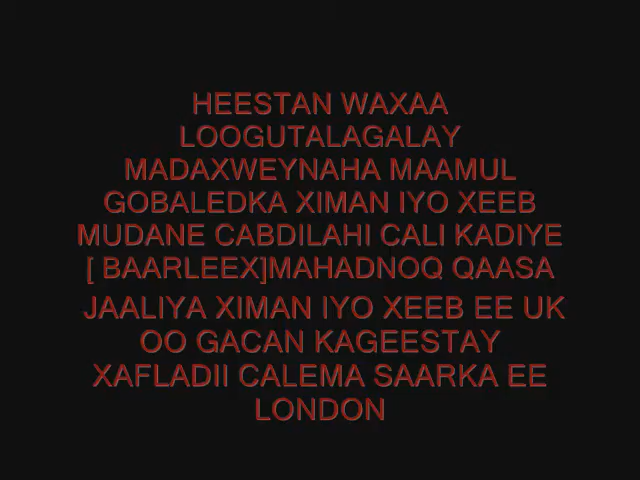 HEESTAN WAXAA
LOOGUTALAGALAY
MADAXWEYNAHA MAAMUL
GOBALEDKA XIMAN IYO XEEB
MUDANE CABDILAHI CALI KADIYE
[ BAARLEEX]MAHADNOQ QAASA
JAALIYA XIMAN IYO XEEB EE UK
OO GACAN KAGEESTAY
XAFLADII CALEMA SAARKA EE
LONDON